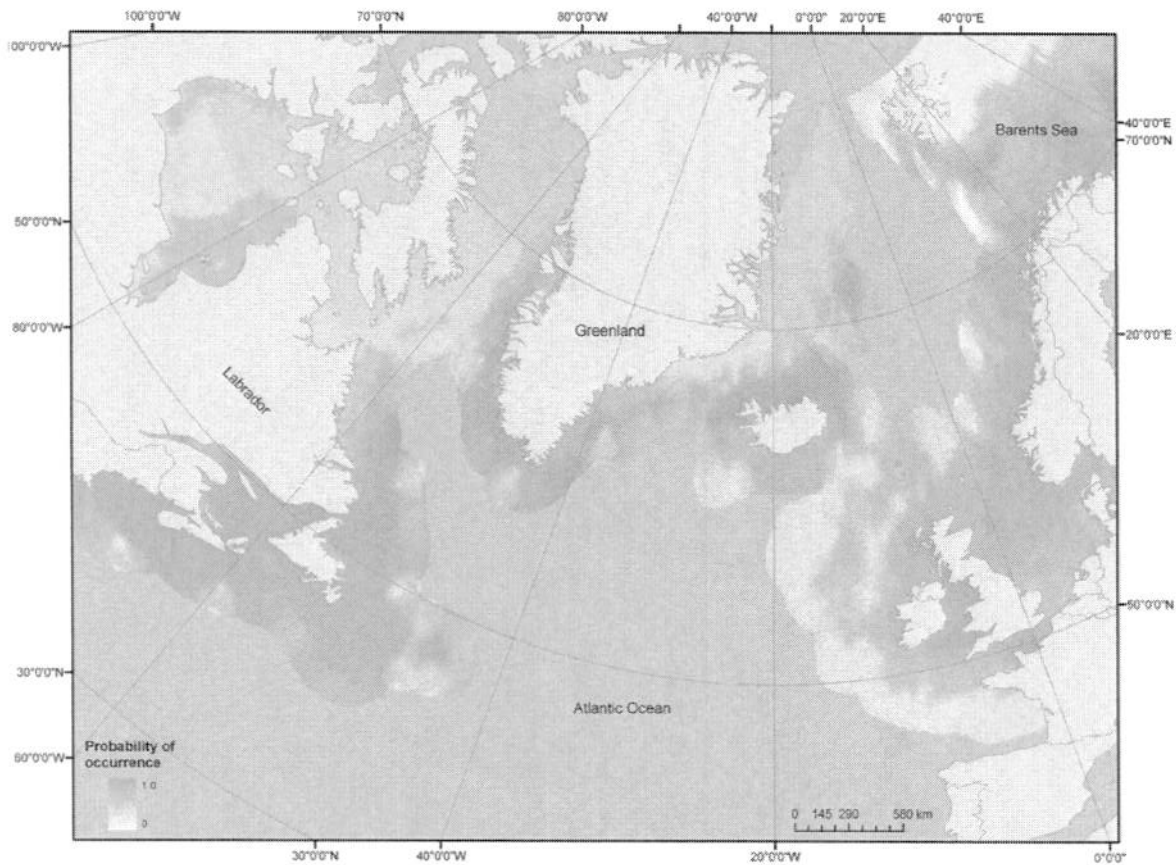 100°0'0"W 70°0'0"N 80°0'0"W 40°0'0"W 0°0'0" 20°0'0"E 40°0'0"E
100°0'0"W
40°0'0"E
Barents Sea
70°0'0"N
50°0'0"N
80°0'0"W
Greenland
20°0'0"E
Labrador
50°0'0"N
30°0'0"N
Atlantic Ocean
Probability of
occurrence
60°0'0"W
1.0
0
0 145 290 580 km
30°0'0"N 40°0'0"W 20°0'0"W 0°0'0"